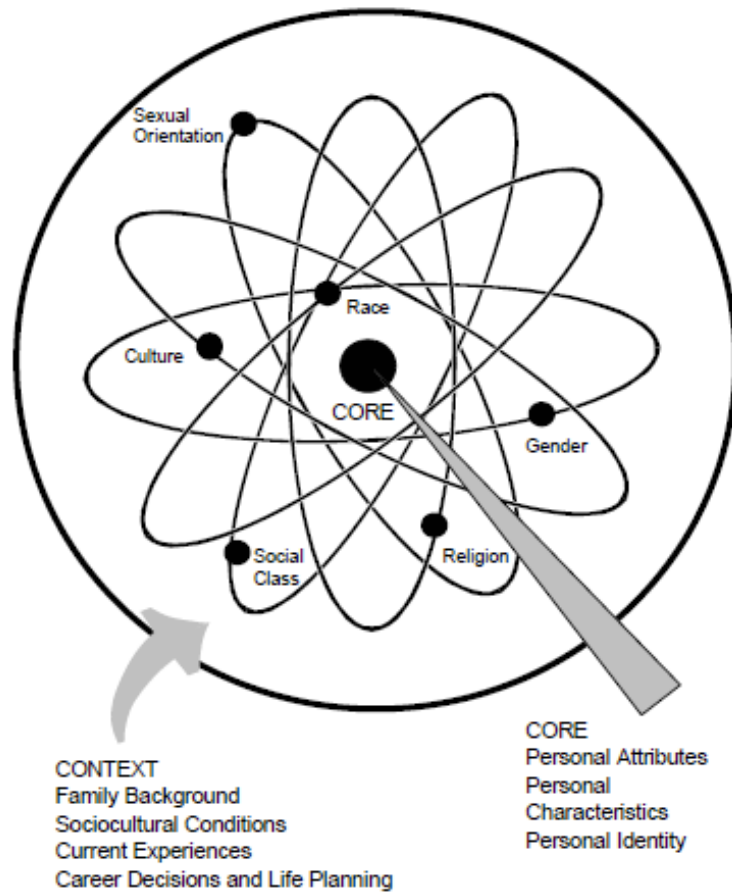 Sexual
Orientation
Race
Culture
CORE
Gender
Social
Class
Religion
CONTEXT
Family Background
Sociocultural Conditions
Current Experiences
Career Decisions and Life Planning
CORE
Personal Attributes
Personal
Characteristics
Personal Identity